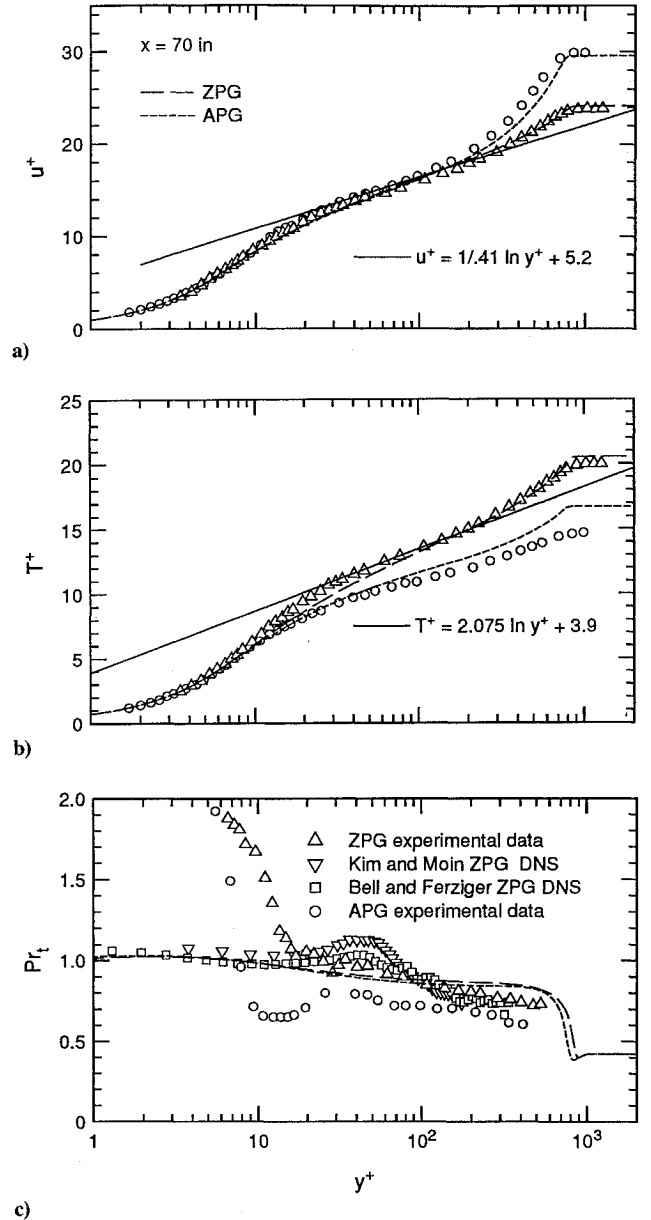 35
x = 70 in
30
ZPG
APG
20
u⁺
10
u⁺ = 1/.41 ln y⁺ + 5.2
0
a)
25
20
15
T⁺
10
T⁺ = 2.075 ln y⁺ + 3.9
5
0
b)
2.0
ZPG experimental data
Kim and Moin ZPG DNS
1.5
Bell and Ferziger ZPG DNS
APG experimental data
Prₜ
1.0
0.5
0
1 10 10² 10³
y⁺
c)